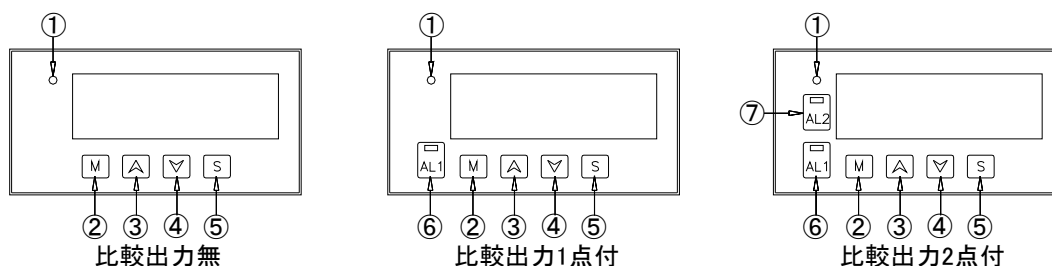 ① ① ①
⑦ AL2
M S AL1 M S AL1 M S
② ③ ④ ⑤ ⑥ ② ③ ④ ⑤ ⑥ ② ③ ④ ⑤
比較出力無 比較出力1点付 比較出力2点付